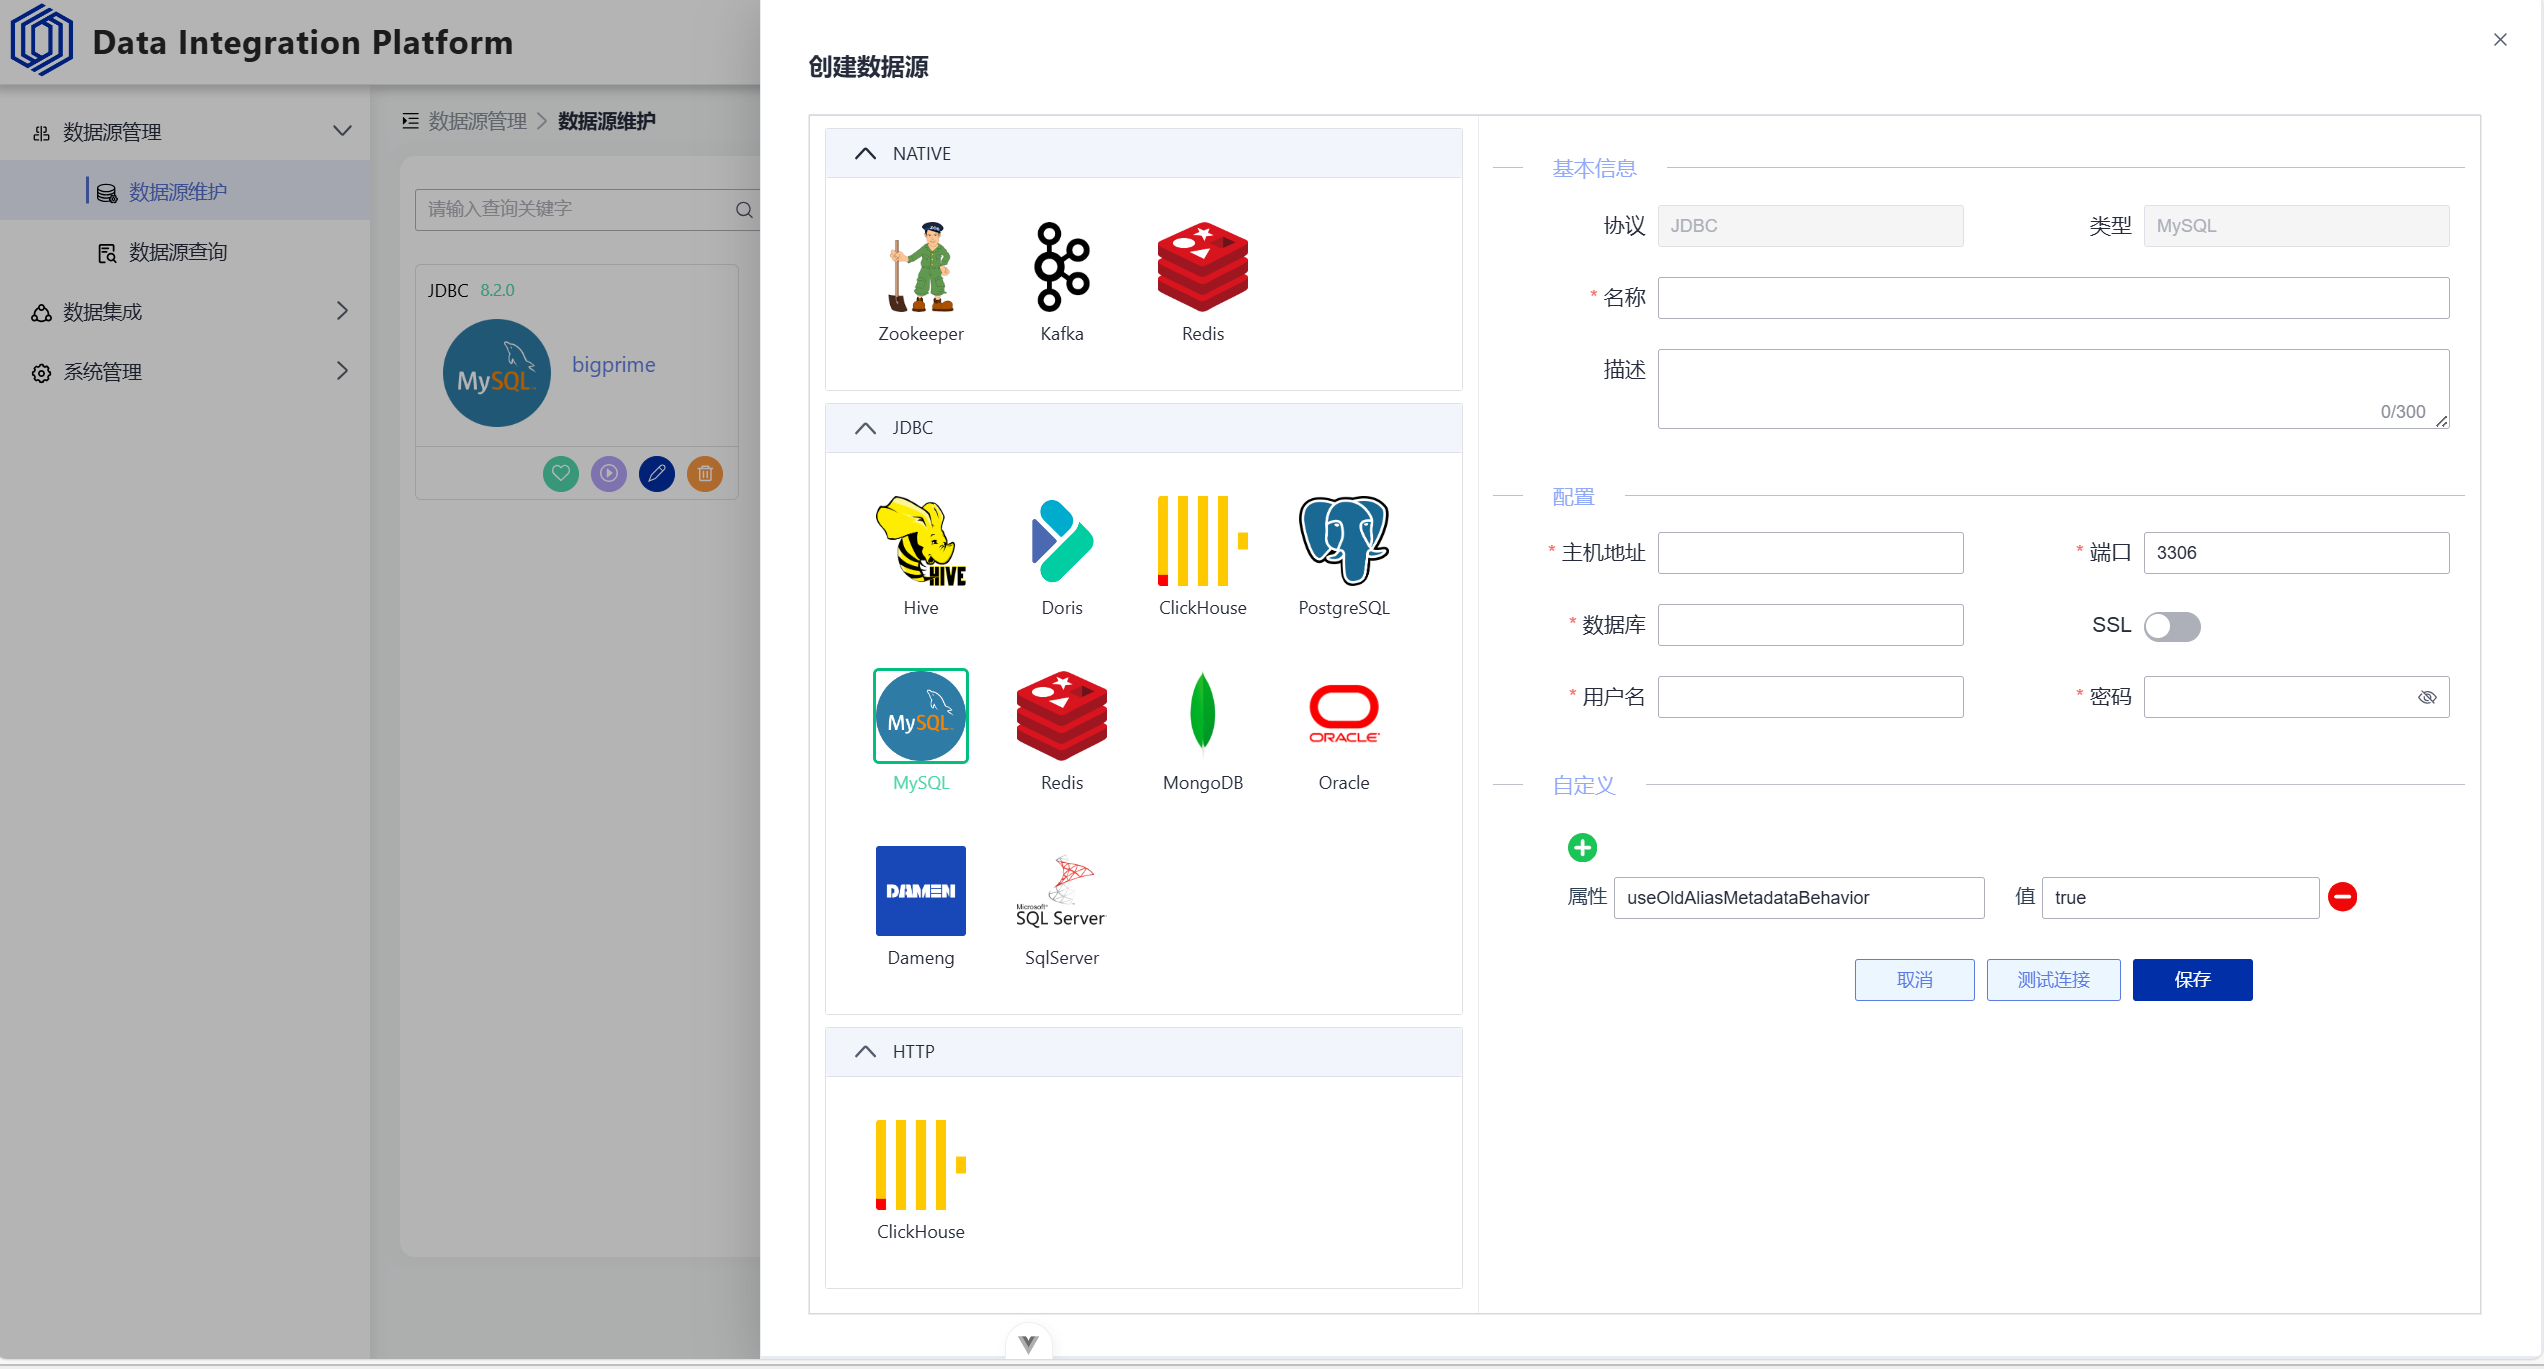 Data Integration Platform
数据源管理
数据源维护
数据源查询
数据集成
系统管理
数据源管理 > 数据源维护
请输入查询关键字
JDBC 8.2.0
MySQL
bigprime
创建数据源
NATIVE
Zookeeper Kafka Redis
JDBC
HIVE
Hive Doris ClickHouse PostgreSQL
MySQL
ORACLE
MySQL Redis MongoDB Oracle
DAMEN
Microsoft
SQL Server
Dameng SqlServer
HTTP
ClickHouse
基本信息
协议 JDBC 类型 MySQL
* 名称
描述
0/300
配置
* 主机地址 * 端口 3306
* 数据库 SSL
* 用户名 * 密码
自定义
属性 useOldAliasMetadataBehavior 值 true
取消 测试连接 保存